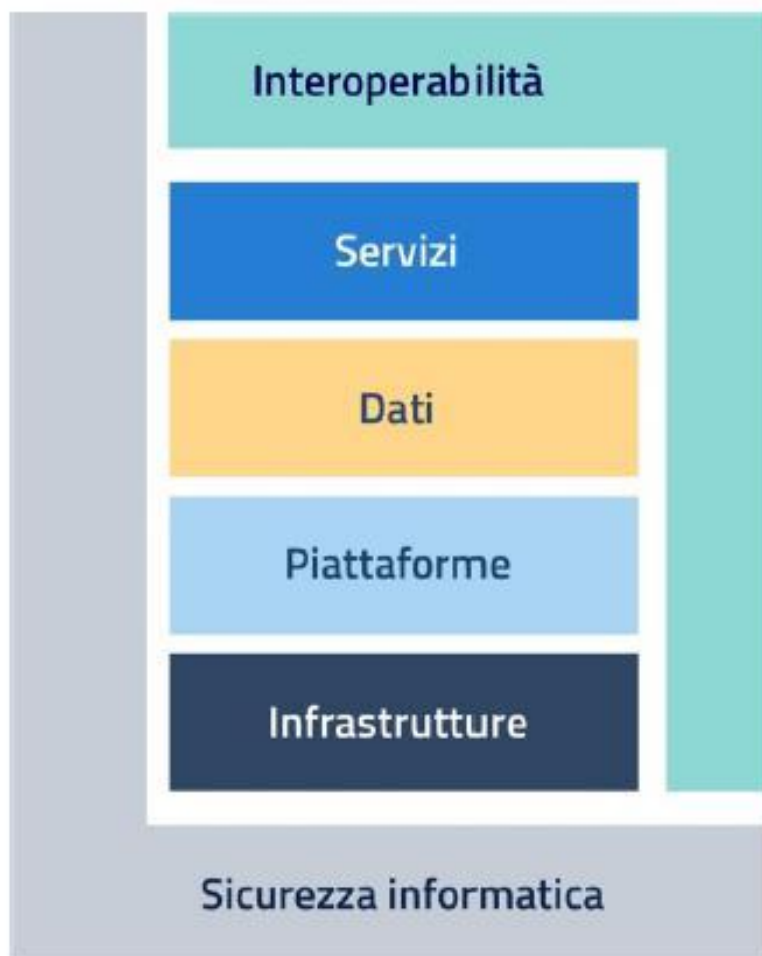 Interoperabilità
Servizi
Dati
Piattaforme
Infrastrutture
Sicurezza informatica